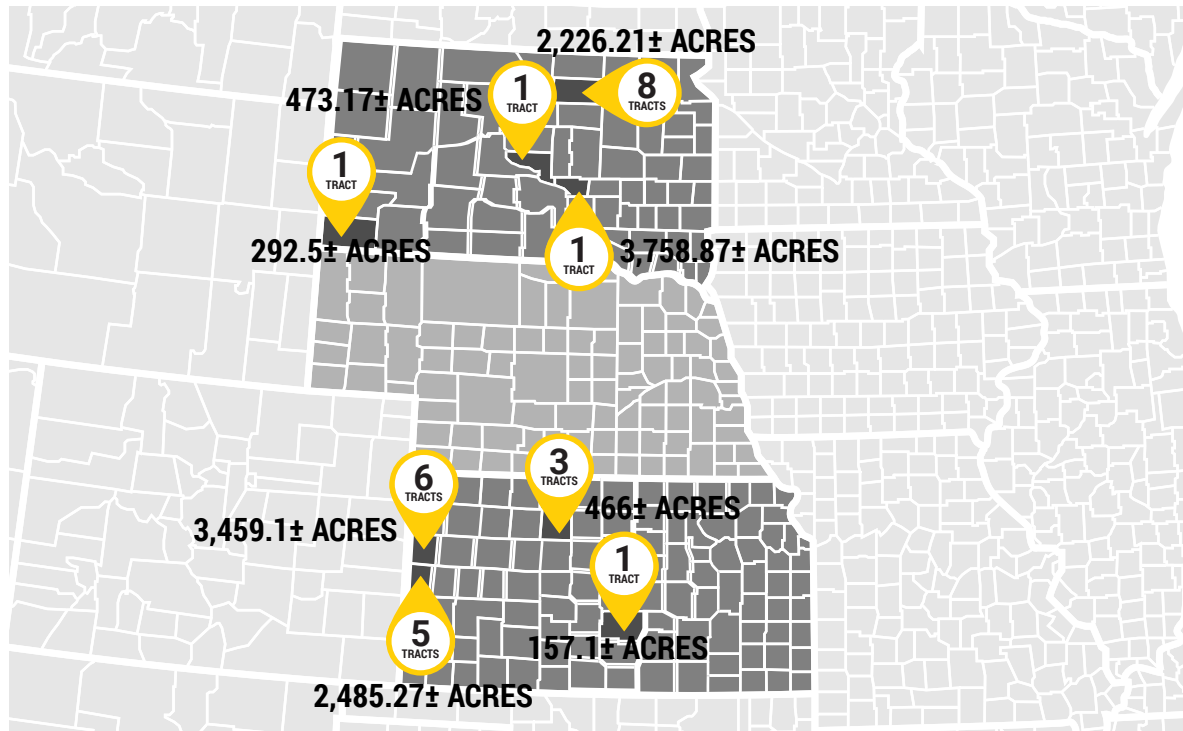 2,226.21± ACRES
473.17± ACRES
1
TRACT
8
TRACTS
1
TRACT
292.5± ACRES
1
TRACT
3,758.87± ACRES
6
TRACTS
3
TRACTS
3,459.1± ACRES
466± ACRES
1
TRACT
5
TRACTS
157.1± ACRES
2,485.27± ACRES